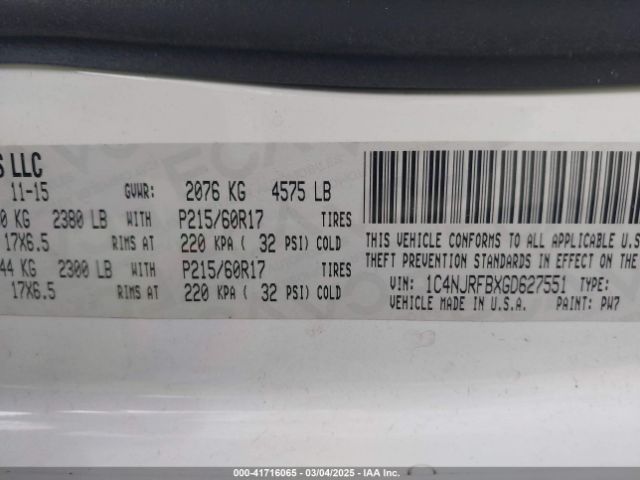 S LLC
11-15 GVWR: 2076 KG 4575 LB
0 KG 2380 LB WITH P215/60R17 TIRES
17X6.5 RIMS AT 220 KPA ( 32 PSI) COLD
44 KG 2300 LB WITH P215/60R17 TIRES
17X6.5 RIMS AT 220 KPA ( 32 PSI) COLD
THIS VEHICLE CONFORMS TO ALL APPLICABLE U.S
THEFT PREVENTION STANDARDS IN EFFECT ON THE
VIN: 1C4NJRFBXGD627551 TYPE:
VEHICLE MADE IN U.S.A. PAINT: PW7
000-41716065 | 03/04/2025 - IAA Inc.